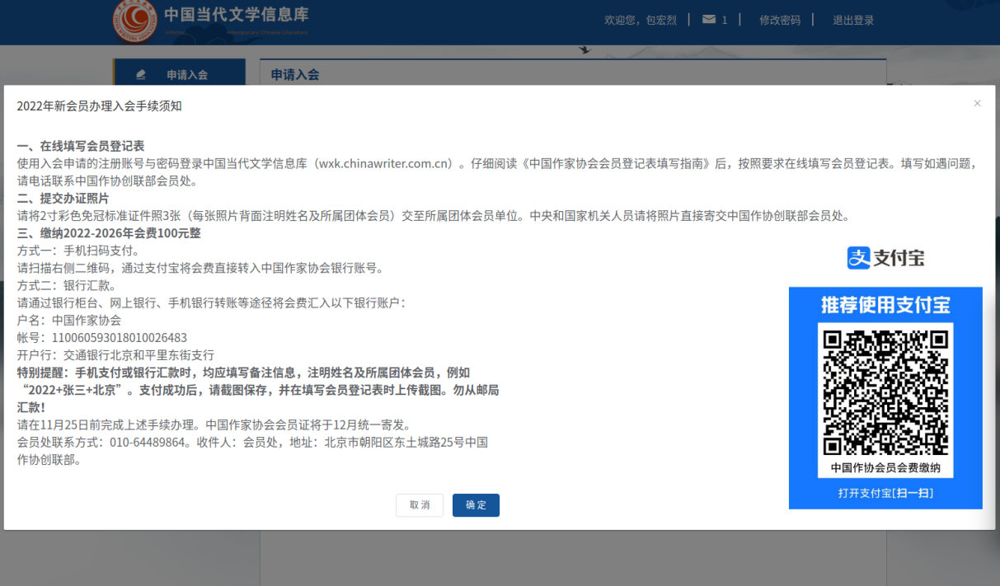 中国当代文学信息库
欢迎您，包宏烈 | 1 | 修改密码 | 退出登录
申请入会
申请入会
2022年新会员办理入会手续须知
一、在线填写会员登记表
使用入会申请的注册账号与密码登录中国当代文学信息库（wxk.chinawriter.com.cn）。仔细阅读《中国作家协会会员登记表填写指南》后，按照要求在线填写会员登记表。填写如遇问题，
请电话联系中国作协创联部会员处。
二、提交办证照片
请将2寸彩色免冠标准证件照3张（每张照片背面注明姓名及所属团体会员）交至所属团体会员单位。中央和国家机关人员请将照片直接寄交中国作协创联部会员处。
三、缴纳2022-2026年会费100元整
方式一：手机扫码支付。
请扫描右侧二维码，通过支付宝将会费直接转入中国作家协会银行账号。
方式二：银行汇款。
请通过银行柜台、网上银行、手机银行转账等途径将会费汇入以下银行账户：
户名：中国作家协会
帐号：110060593018010026483
开户行：交通银行北京和平里东街支行
特别提醒：手机支付或银行汇款时，均应填写备注信息，注明姓名及所属团体会员，例如
“2022+张三+北京”。支付成功后，请截图保存，并在填写会员登记表时上传截图。勿从邮局
汇款！
请在11月25日前完成上述手续办理。中国作家协会会员证将于12月统一寄发。
会员处联系方式：010-64489864。收件人：会员处，地址：北京市朝阳区东土城路25号中国
作协创联部。
支付宝
推荐使用支付宝
中国作协会员会费缴纳
打开支付宝[扫一扫]
取 消
确 定